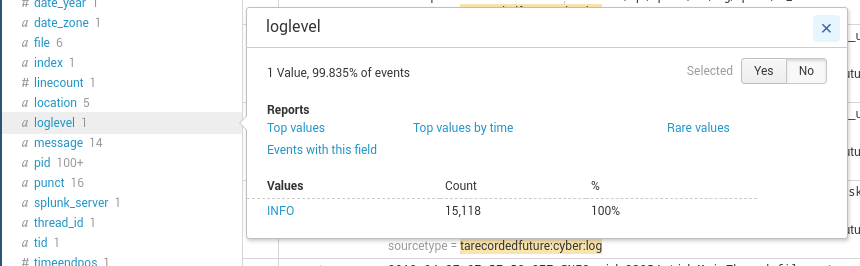 # date_year 1
a date_zone 1
a file 6
a index 1
# linecount 1
a location 5
a loglevel 1
a message 14
a pid 100+
a punct 16
a splunk_server 1
a thread_id 1
a tid 1
# timeendpos 1
loglevel
×
1 Value, 99.835% of events
Selected Yes No
Reports
Top values Top values by time Rare values
Events with this field
Values Count %
INFO 15,118 100%
sourcetype = tarecordedfuture:cyber:log